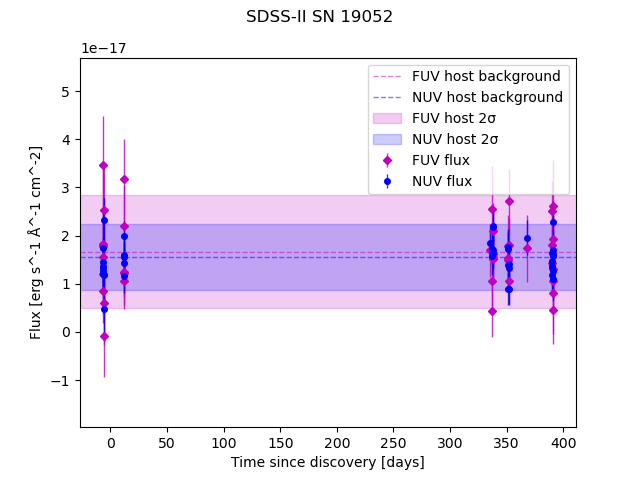 SDSS-II SN 19052
1e−17
FUV host background
NUV host background
FUV host 2σ
NUV host 2σ
FUV flux
NUV flux
5
4
3
2
1
0
−1
Flux [erg s^-1 Å^-1 cm^-2]
0 50 100 150 200 250 300 350 400
Time since discovery [days]